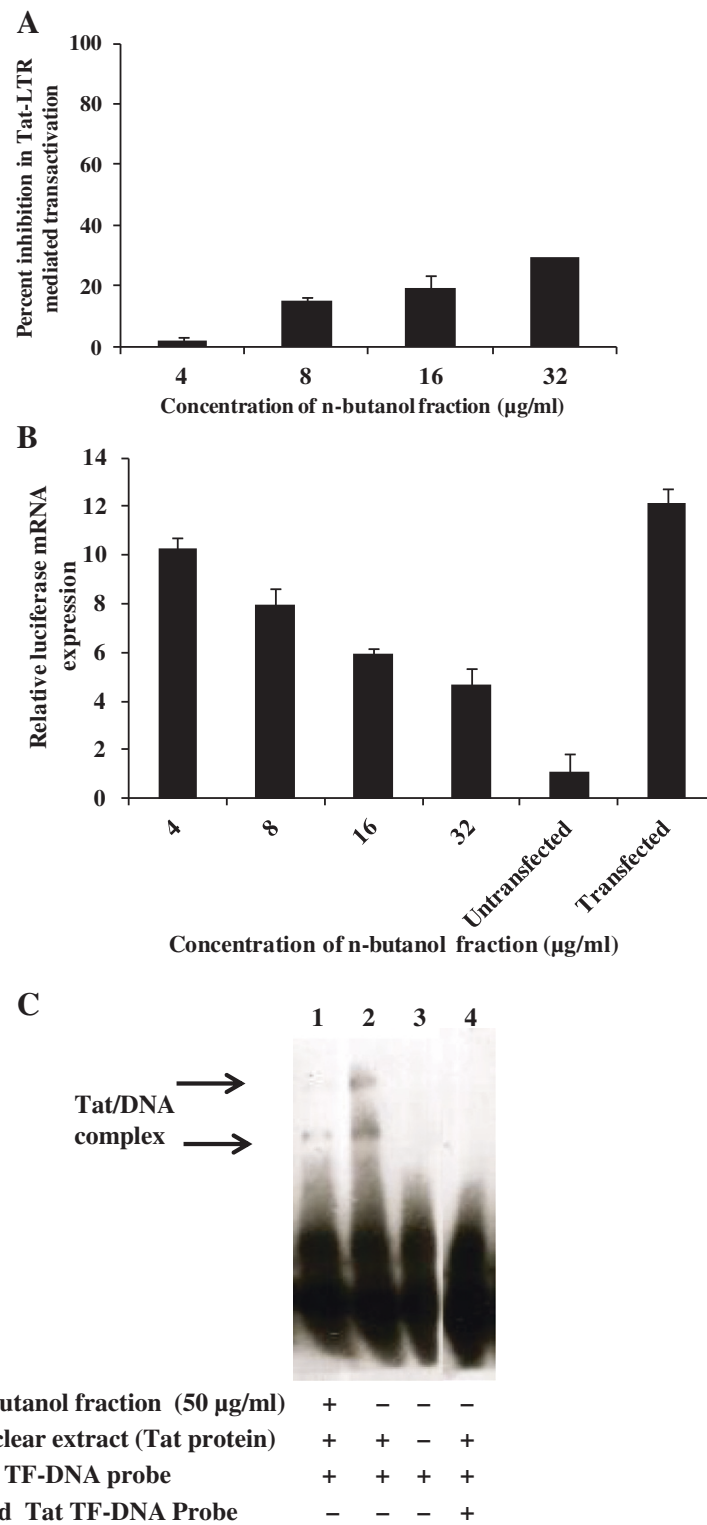 A
Percent inhibition in Tat-LTR
mediated transactivation
100
80
60
40
20
0
4 8 16 32
Concentration of n-butanol fraction (µg/ml)
B
Relative luciferase mRNA
expression
14
12
10
8
6
4
2
0
4 8 16 32 Untransfected Transfected
Concentration of n-butanol fraction (µg/ml)
C
1 2 3 4
Tat/DNA
complex
utanol fraction (50 µg/ml) + – – –
clear extract (Tat protein) + + – +
TF-DNA probe + + + +
d Tat TF-DNA Probe – – – +